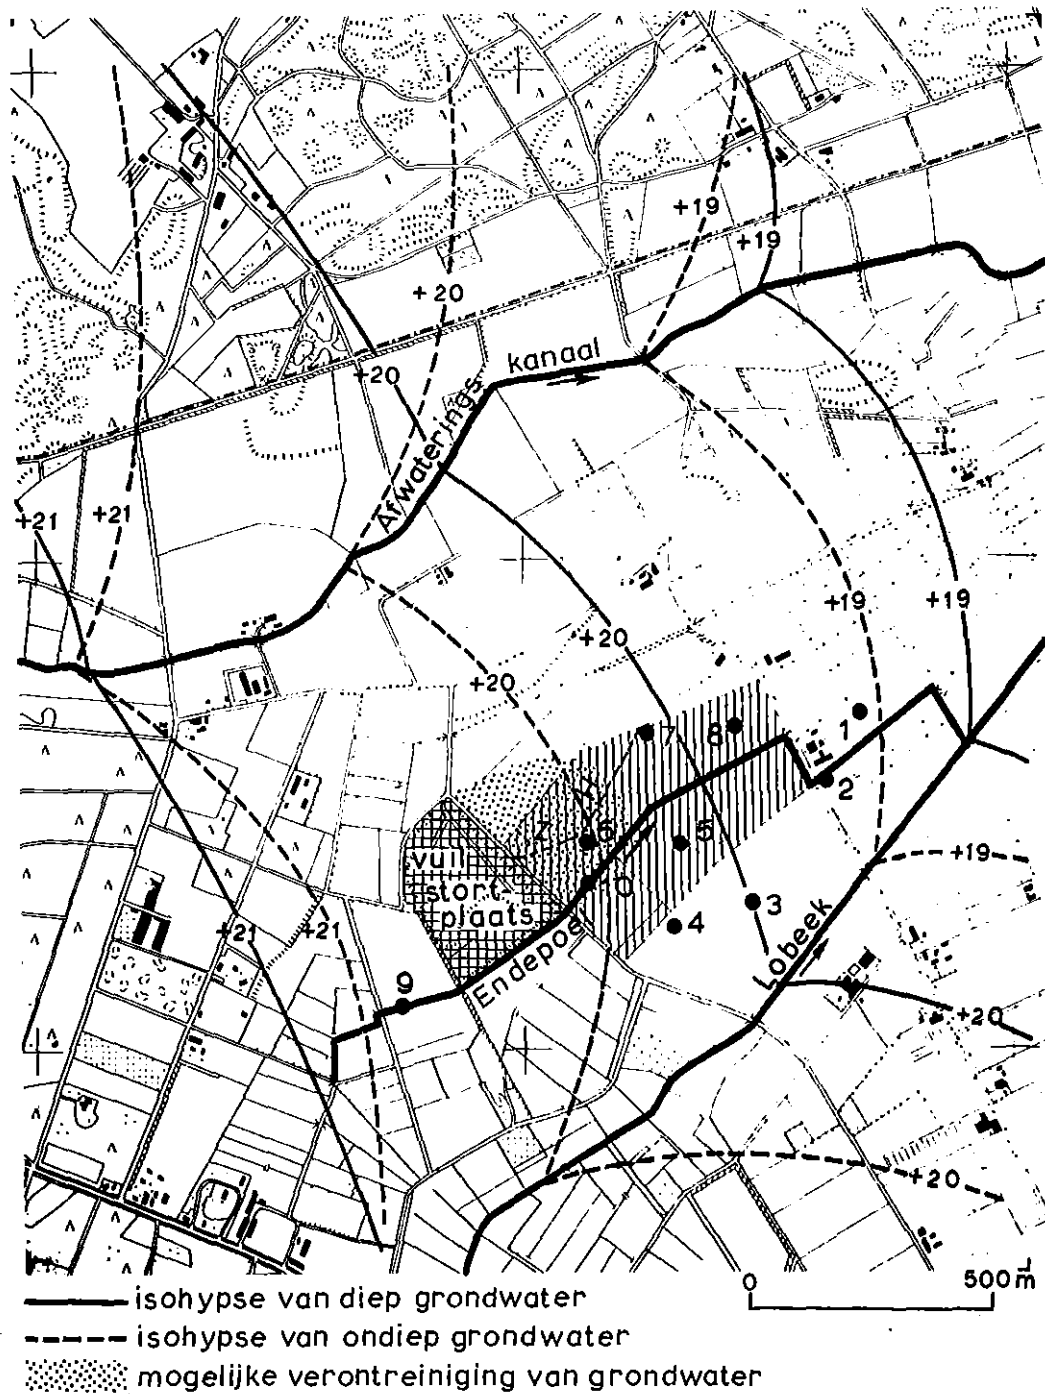 +19
+19
+20
kanaal
+20
Afwaterings
+21
+21
+19
+19
+20
+20
7
8
1
2
Z
6
5
vuil
stort-
plaats
O
+19
3
4
+21
+21
Lobeek
Endepoel
9
+20
+20
0
500 m
isohypse van diep grondwater
isohypse van ondiep grondwater
mogelijke verontreiniging van grondwater